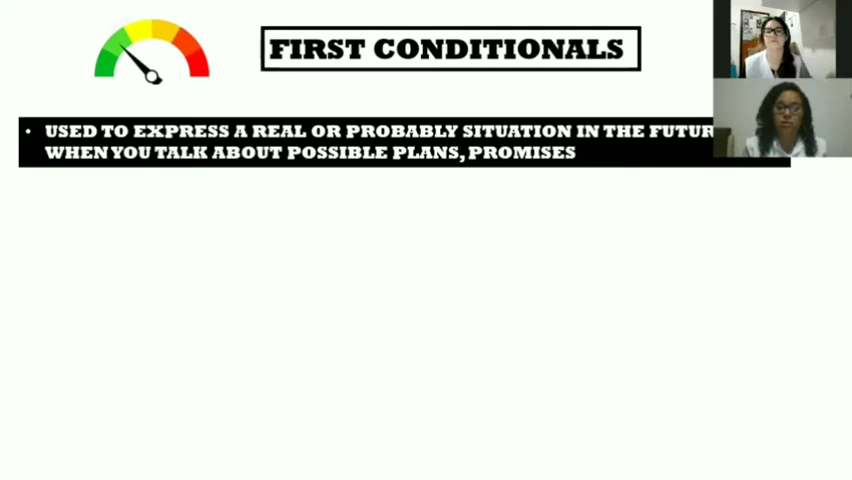 FIRST CONDITIONALS
• USED TO EXPRESS A REAL OR PROBABLY SITUATION IN THE FUTUR
WHEN YOU TALK ABOUT POSSIBLE PLANS, PROMISES